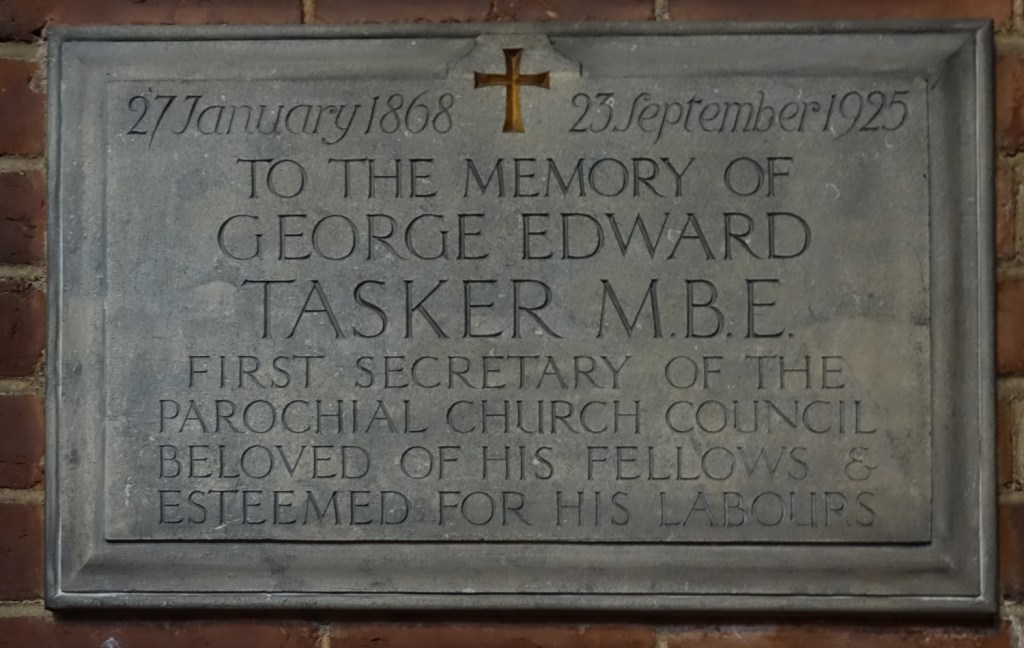 27 January 1868 23 September 1925
TO THE MEMORY OF
GEORGE EDWARD
TASKER M.B.E.
FIRST SECRETARY OF THE
PAROCHIAL CHURCH COUNCIL
BELOVED OF HIS FELLOWS &
ESTEEMED FOR HIS LABOURS